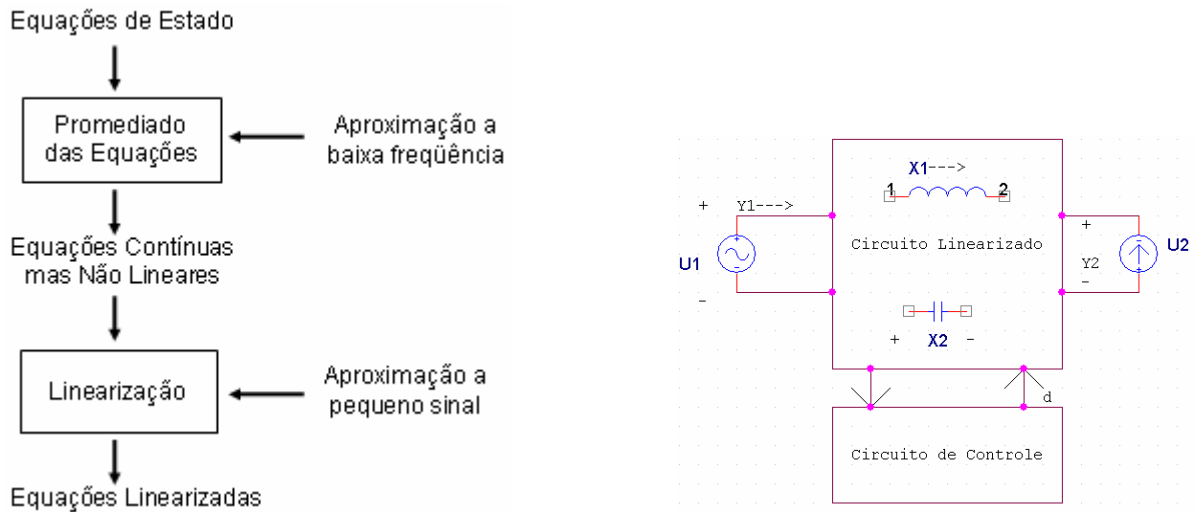 Equações de Estado
Promediado
das Equações
Aproximação a
baixa freqüência
Equações Contínuas
mas Não Lineares
Linearização
Aproximação a
pequeno sinal
Equações Linearizadas
X1--->
1
2
+
Y1--->
Circuito Linearizado
+
U1
Y2
U2
-
-
+ X2 -
d
Circuito de Controle